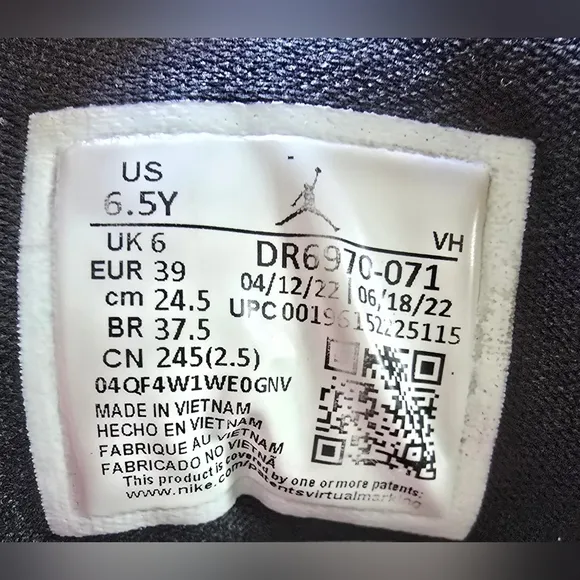 US
6.5Y
VH
UK 6
EUR 39
cm 24.5
BR 37.5
CN 245(2.5)
DR6970-071
04/12/22 | 06/18/22
UPC 00196152225115
04QF4W1WE0GNV
MADE IN VIETNAM
HECHO EN VIETNAM
FABRIQUE AU VIETNAM
FABRICADO NO VIETNÃ
This product is covered by one or more patents:
www.nike.com/patentsvirtualmarking